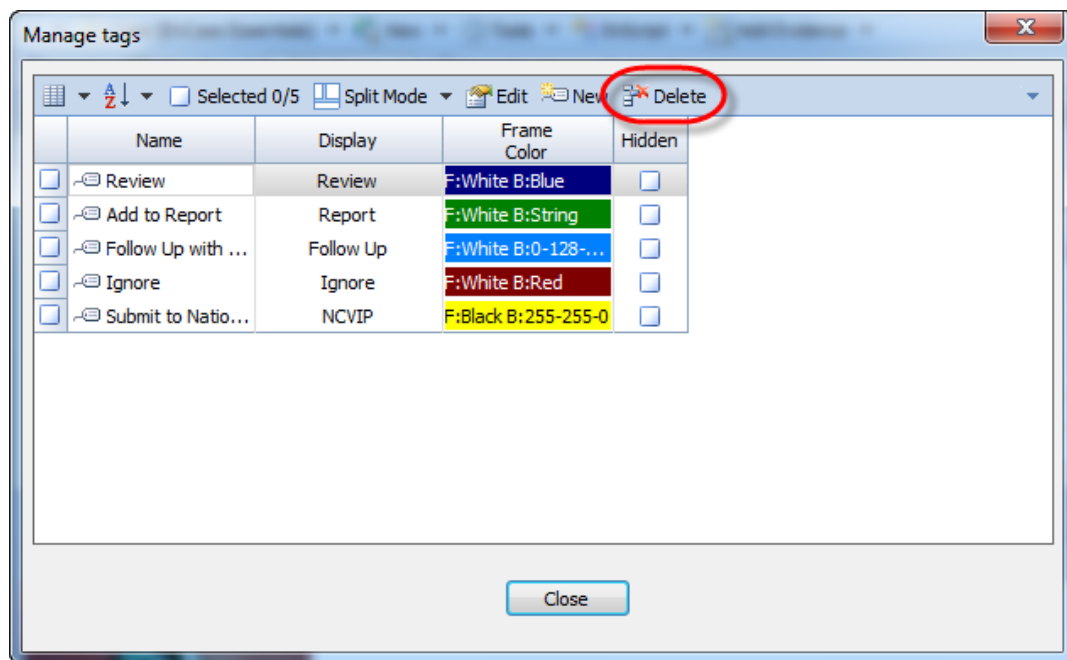 Manage tags
Selected 0/5 Split Mode Edit New Delete
Name Display Frame Color Hidden
Review Review F:White B:Blue
Add to Report Report F:White B:String
Follow Up with ... Follow Up F:White B:0-128-...
Ignore Ignore F:White B:Red
Submit to Natio... NCVIP F:Black B:255-255-0
Close